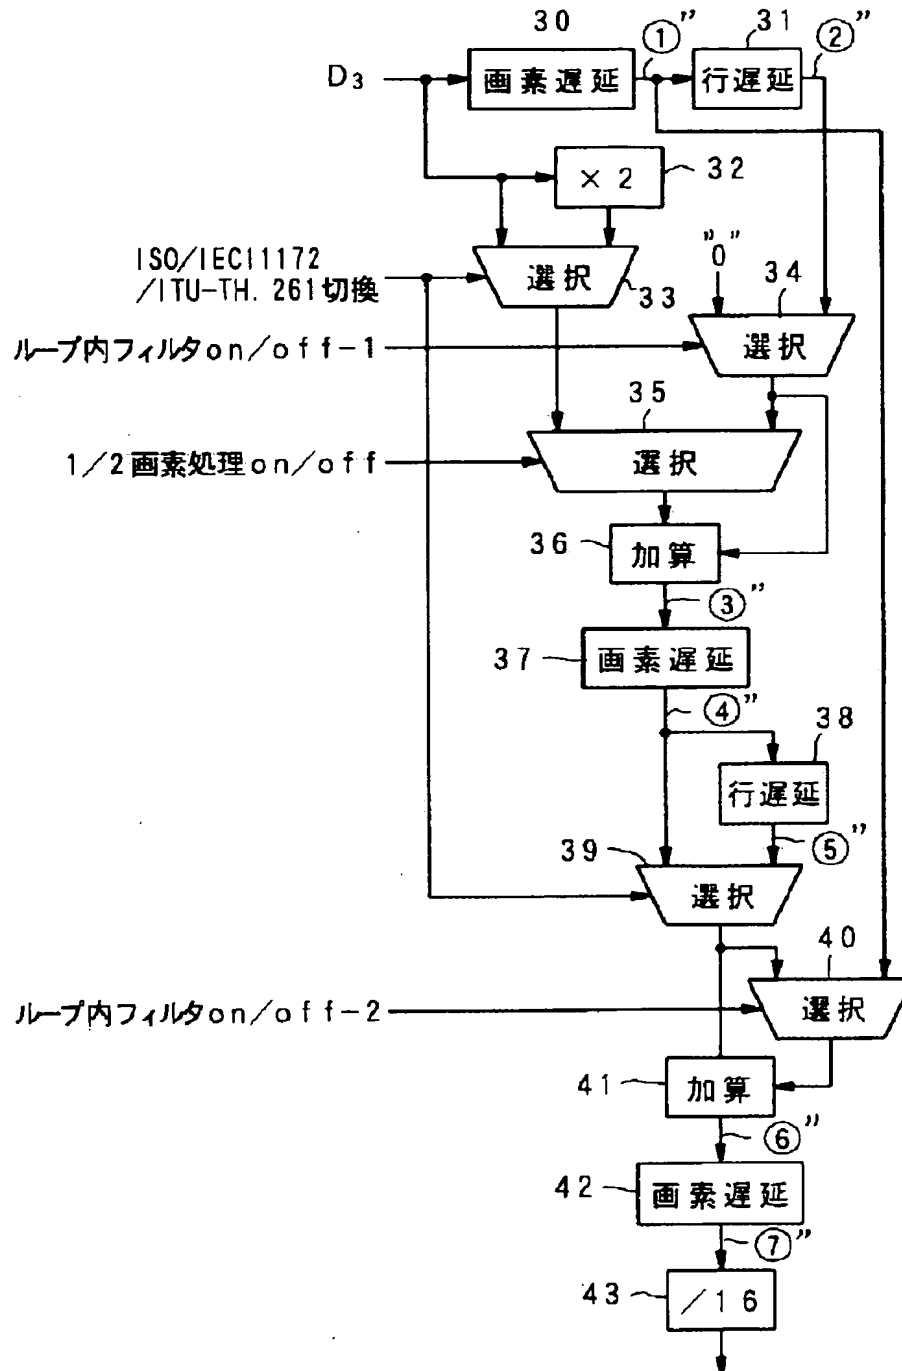 30
①"
31
②"
D₃
画素遅延
行遅延
×2
32
ISO/IEC11172
/ITU-TH.261切換
選択
33
"0"
34
ループ内フィルタon/off-1
選択
35
1/2画素処理on/off
選択
36
加算
③"
37
画素遅延
④"
38
行遅延
39
⑤"
選択
40
ループ内フィルタon/off-2
選択
41
加算
⑥"
42
画素遅延
⑦"
43
/16